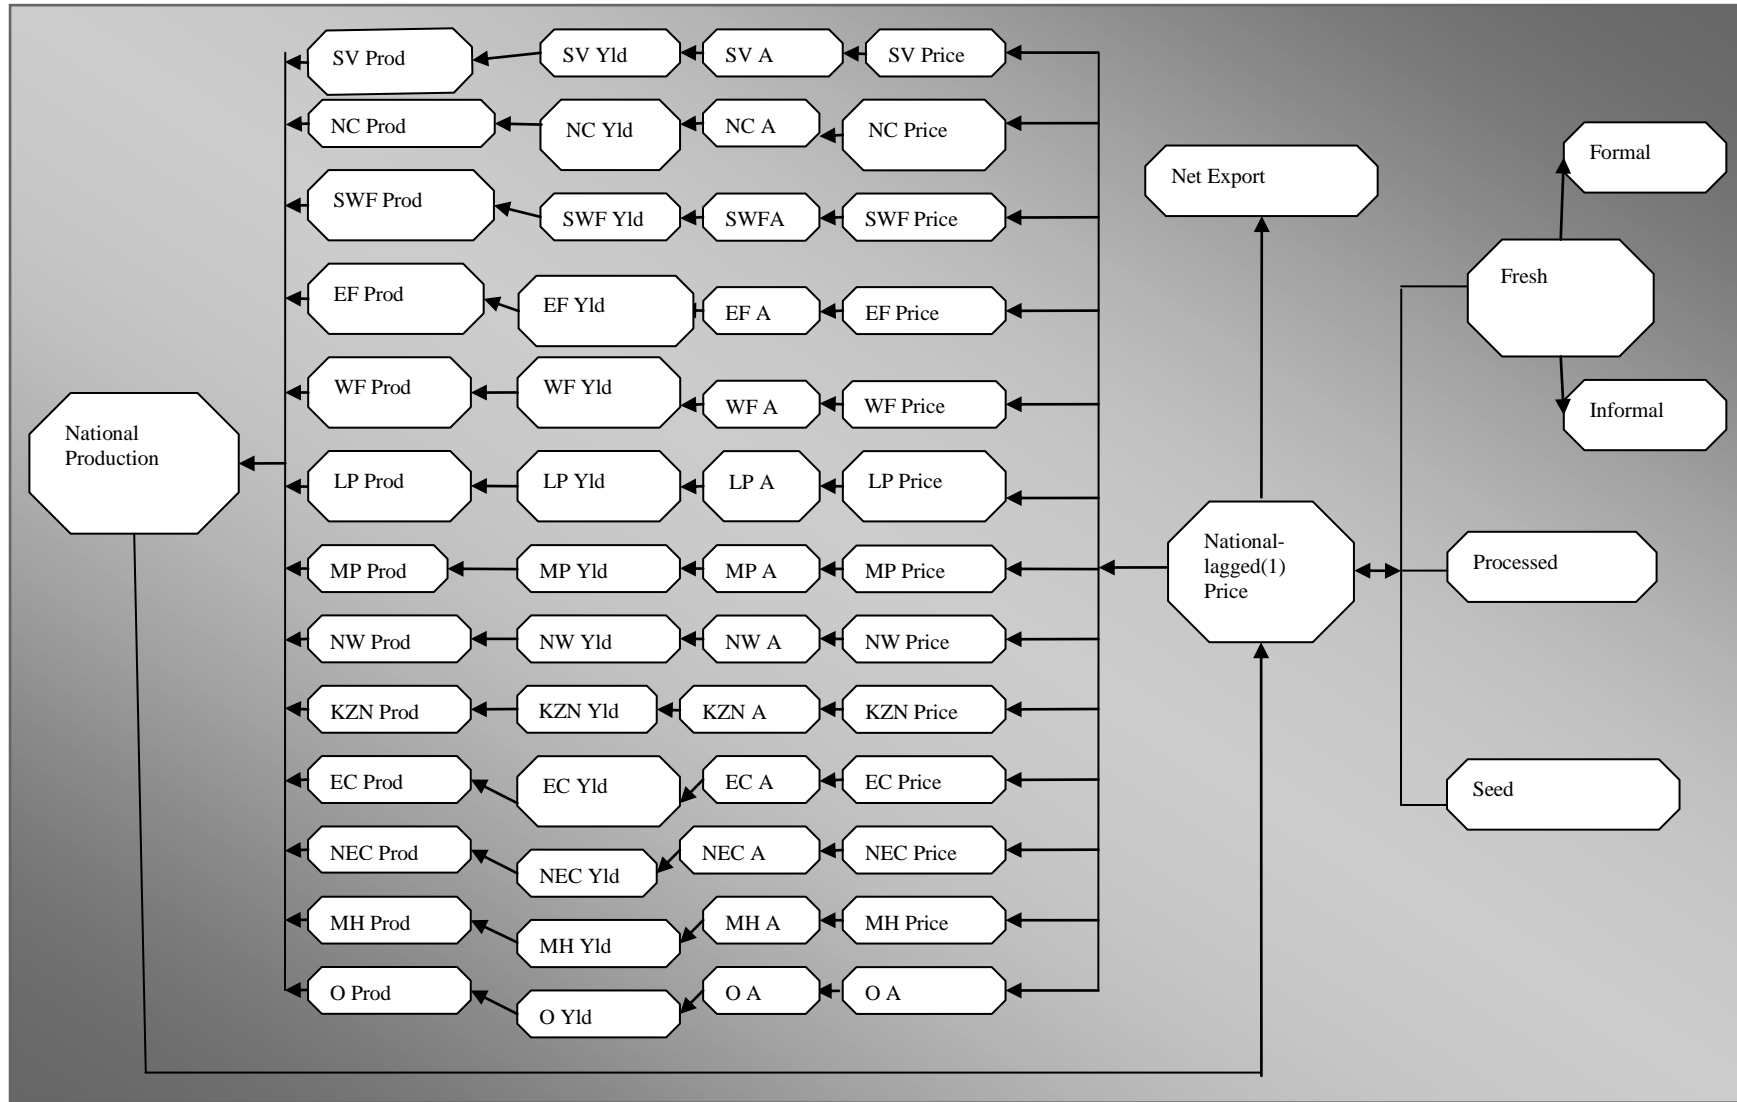 SV Prod
SV Yld
SV A
SV Price
NC Prod
NC Yld
NC A
NC Price
SWF Prod
SWF Yld
SWFA
SWF Price
EF Prod
EF Yld
EF A
EF Price
WF Prod
WF Yld
WF A
WF Price
LP Prod
LP Yld
LP A
LP Price
MP Prod
MP Yld
MP A
MP Price
NW Prod
NW Yld
NW A
NW Price
KZN Prod
KZN Yld
KZN A
KZN Price
EC Prod
EC Yld
EC A
EC Price
NEC Prod
NEC Yld
NEC A
NEC Price
MH Prod
MH Yld
MH A
MH Price
O Prod
O Yld
O A
O A
National
Production
Net Export
National-
lagged(1)
Price
Formal
Fresh
Informal
Processed
Seed